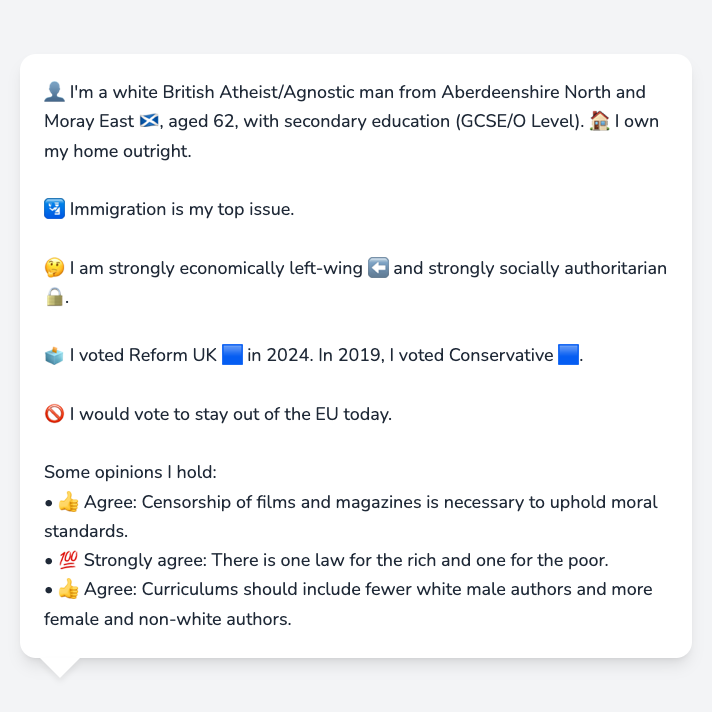 👤 I'm a white British Atheist/Agnostic man from Aberdeenshire North and
Moray East 🏴󠁧󠁢󠁳󠁣󠁴󠁿, aged 62, with secondary education (GCSE/O Level). 🏠 I own
my home outright.
🛂 Immigration is my top issue.
🤔 I am strongly economically left-wing ⬅️ and strongly socially authoritarian
🔒.
🗳️ I voted Reform UK 🟦 in 2024. In 2019, I voted Conservative 🟦.
🚫 I would vote to stay out of the EU today.
Some opinions I hold:
• 👍 Agree: Censorship of films and magazines is necessary to uphold moral
standards.
• 💯 Strongly agree: There is one law for the rich and one for the poor.
• 👍 Agree: Curriculums should include fewer white male authors and more
female and non-white authors.